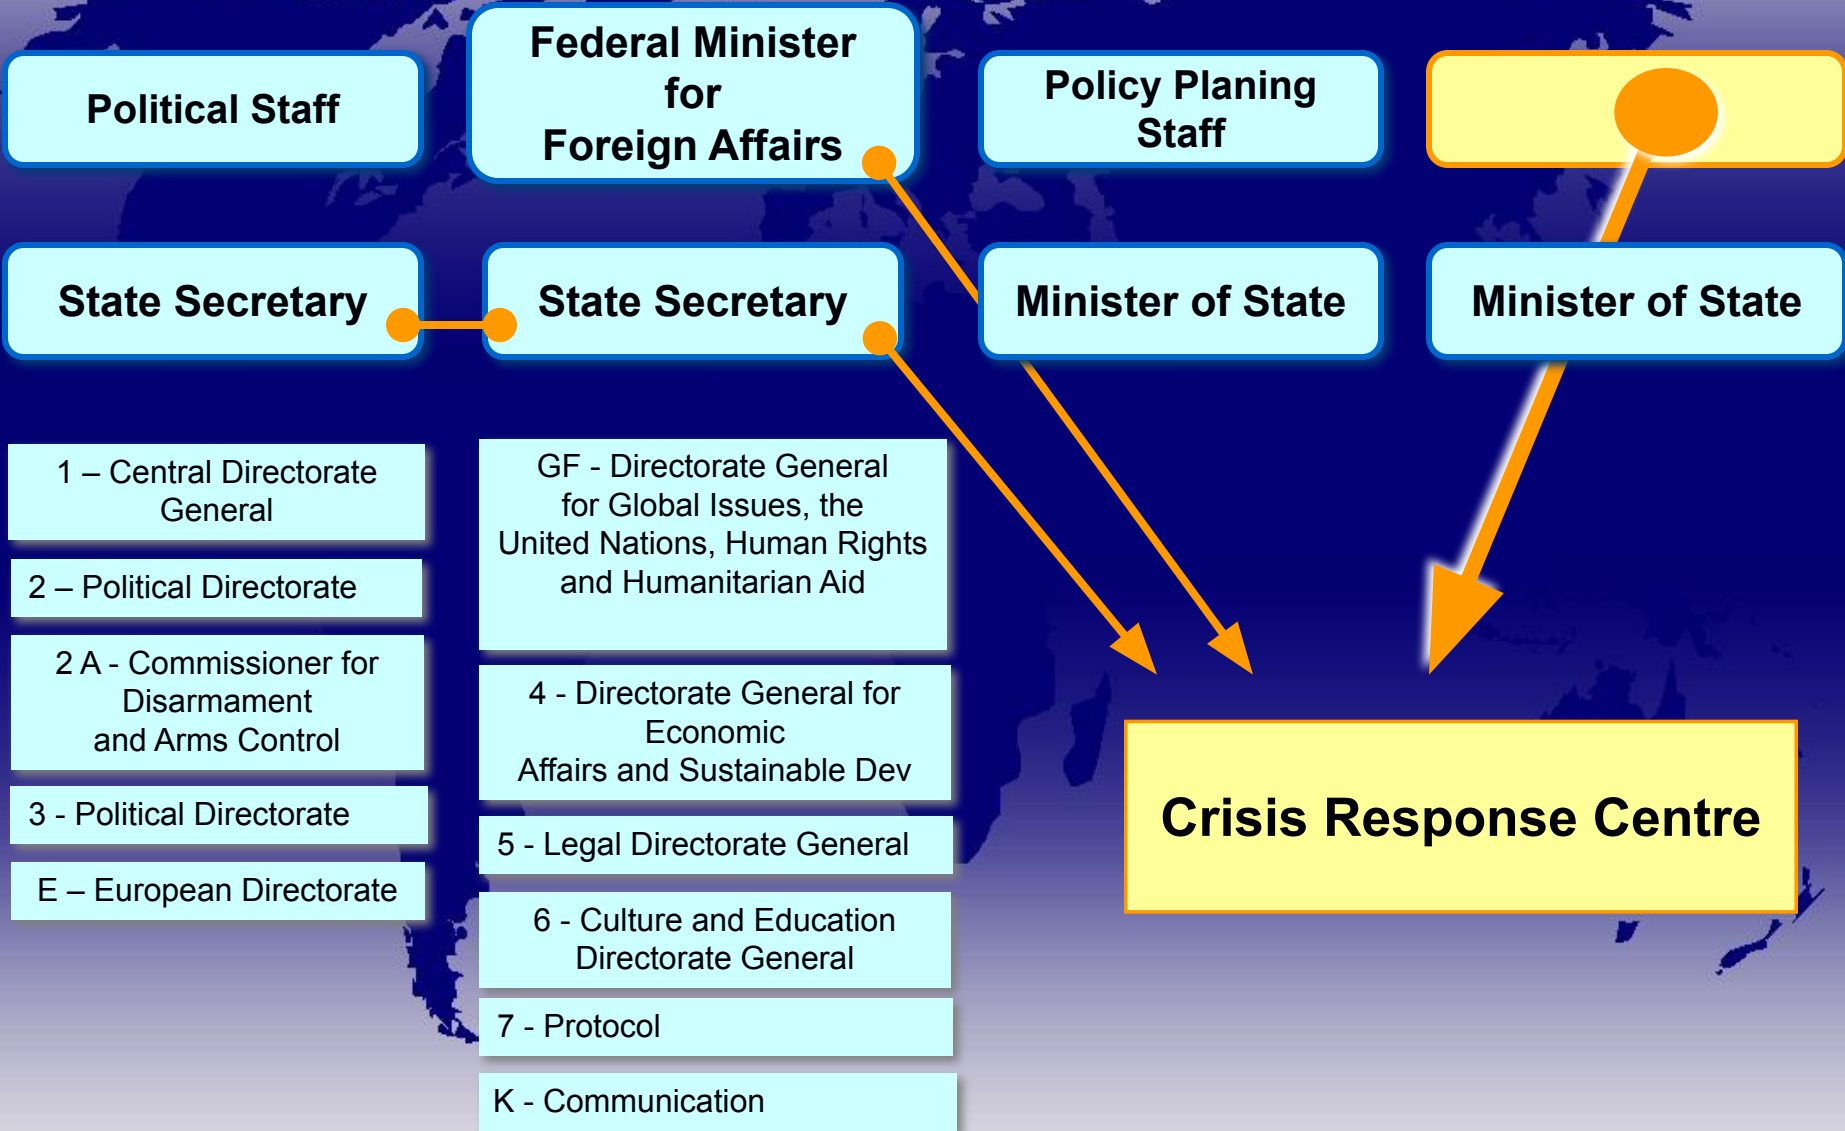 Political Staff
Federal Minister
for
Foreign Affairs
Policy Planing
Staff
State Secretary
State Secretary
Minister of State
Minister of State
1 – Central Directorate
General
2 – Political Directorate
2 A - Commissioner for
Disarmament
and Arms Control
3 - Political Directorate
E – European Directorate
GF - Directorate General
for Global Issues, the
United Nations, Human Rights
and Humanitarian Aid
4 - Directorate General for
Economic
Affairs and Sustainable Dev
5 - Legal Directorate General
6 - Culture and Education
Directorate General
7 - Protocol
K - Communication
Crisis Response Centre